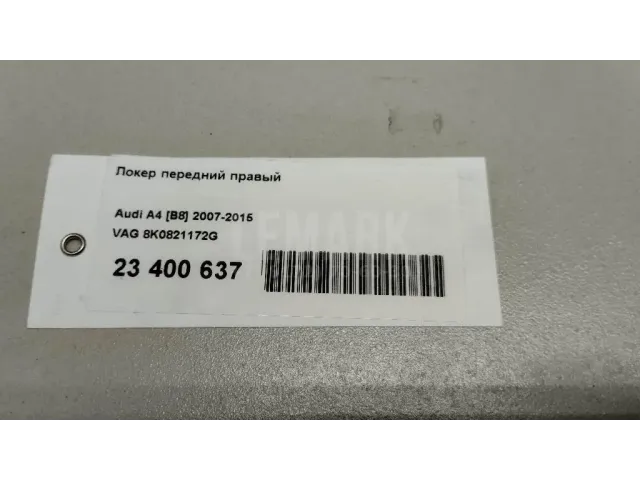 Локер передний правый
Audi A4 [B8] 2007-2015
VAG 8K0821172G
23 400 637